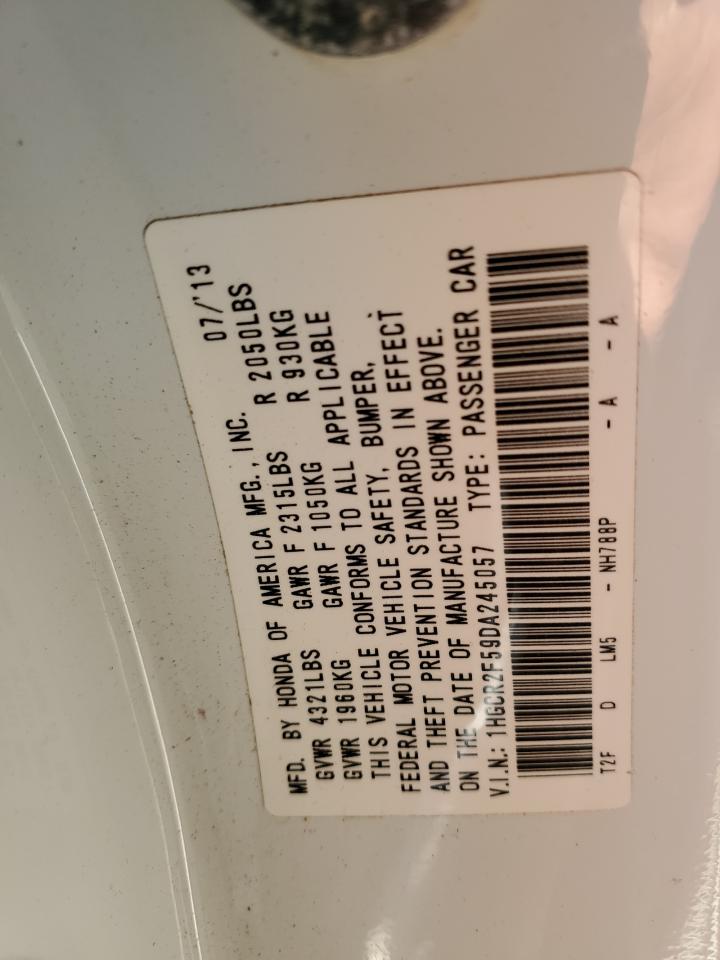 07/'13
MFD. BY HONDA OF AMERICA MFG., INC.
GVWR 4321LBS GAWR F 2315LBS R 2050LBS
GVWR 1960KG GAWR F 1050KG R 930KG
THIS VEHICLE CONFORMS TO ALL APPLICABLE
FEDERAL MOTOR VEHICLE SAFETY, BUMPER,
AND THEFT PREVENTION STANDARDS IN EFFECT
ON THE DATE OF MANUFACTURE SHOWN ABOVE.
V.I.N.: 1HGCR2F59DA245057 TYPE: PASSENGER CAR
T2F D LM5 - NH788P - A - A